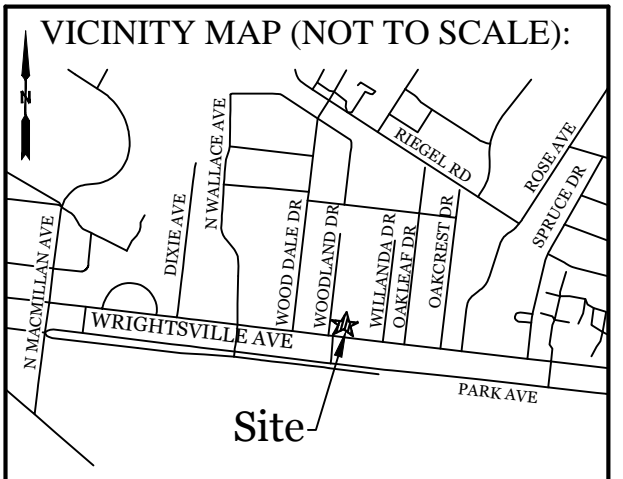 VICINITY MAP (NOT TO SCALE):
N
RIEGEL RD
ROSE AVE
SPRUCE DR
N WALLACE AVE
DIXIE AVE
N MACMILLAN AVE
WOOD DALE DR
WOODLAND DR
WILLANDA DR
OAKLEAF DR
OAKCREST DR
WRIGHTSVILLE AVE
PARK AVE
Site